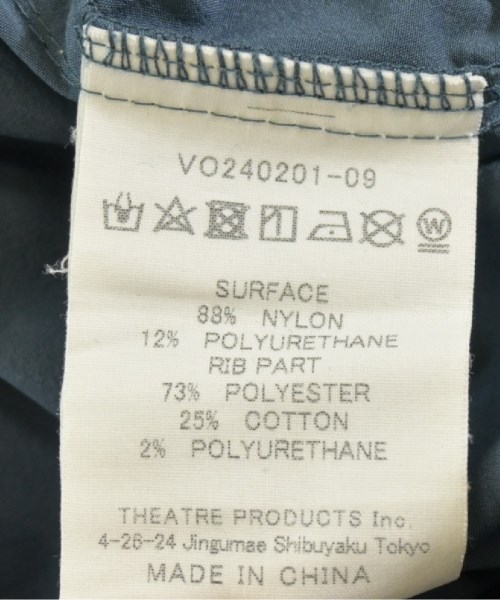 VO240201-09
W
SURFACE
88% NYLON
12% POLYURETHANE
RIB PART
73% POLYESTER
25% COTTON
2% POLYURETHANE
THEATRE PRODUCTS Inc.
4-26-24 Jingumae Shibuyaku Tokyo
MADE IN CHINA